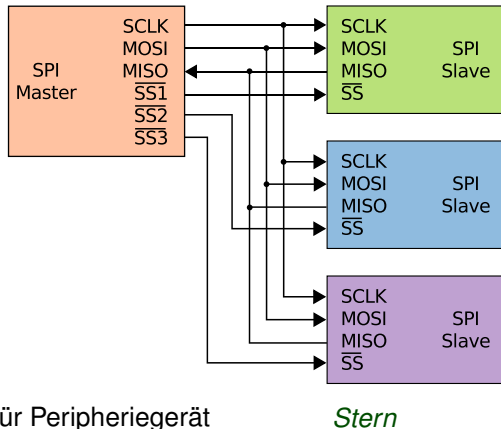 SCLK
MOSI
MISO
SS1
SS2
SS3
SPI
Master
SCLK
MOSI
MISO
SS
SPI
Slave
SCLK
MOSI
MISO
SS
SPI
Slave
SCLK
MOSI
MISO
SS
SPI
Slave
ür Peripheriegerät
Stern